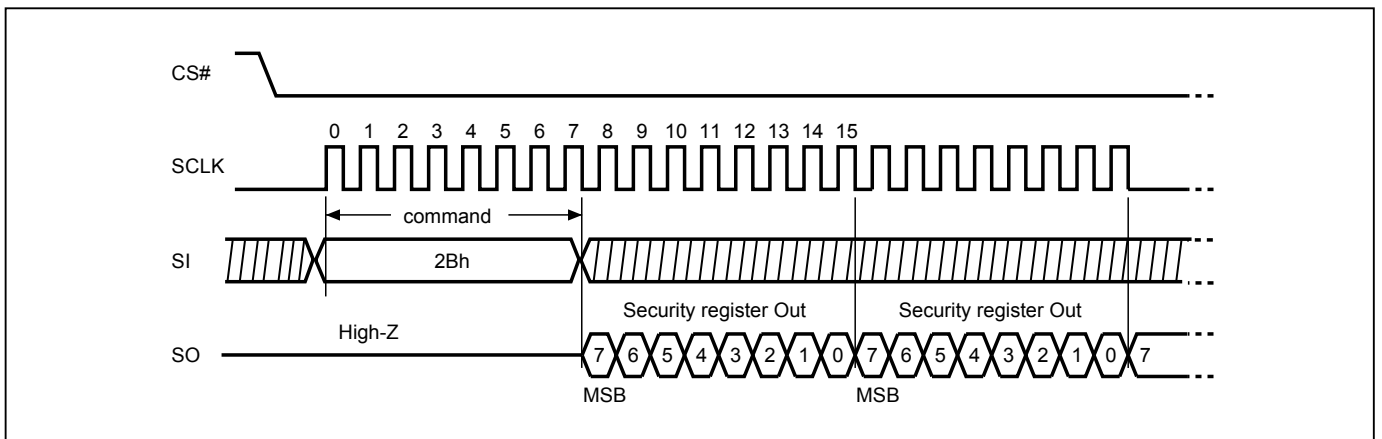 CS#
0 1 2 3 4 5 6 7 8 9 10 11 12 13 14 15
SCLK
command
SI
2Bh
Security register Out Security register Out
High-Z
SO
7 6 5 4 3 2 1 0 7 6 5 4 3 2 1 0 7
MSB MSB